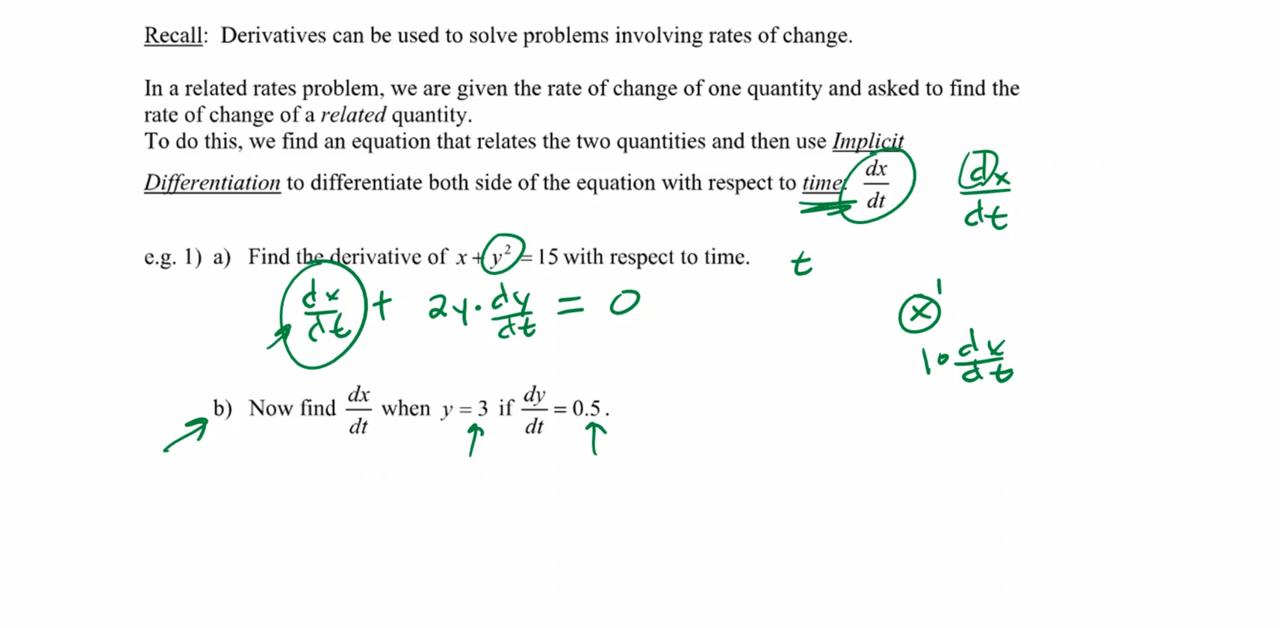 Recall: Derivatives can be used to solve problems involving rates of change.
In a related rates problem, we are given the rate of change of one quantity and asked to find the
rate of change of a related quantity.
To do this, we find an equation that relates the two quantities and then use Implicit
Differentiation to differentiate both side of the equation with respect to time. dx/dt
dx/dt
e.g. 1) a) Find the derivative of x + y² = 15 with respect to time. t
dx/dt + 2y · dy/dt = 0
x¹
1 · dx/dt
b) Now find dx/dt when y = 3 if dy/dt = 0.5.